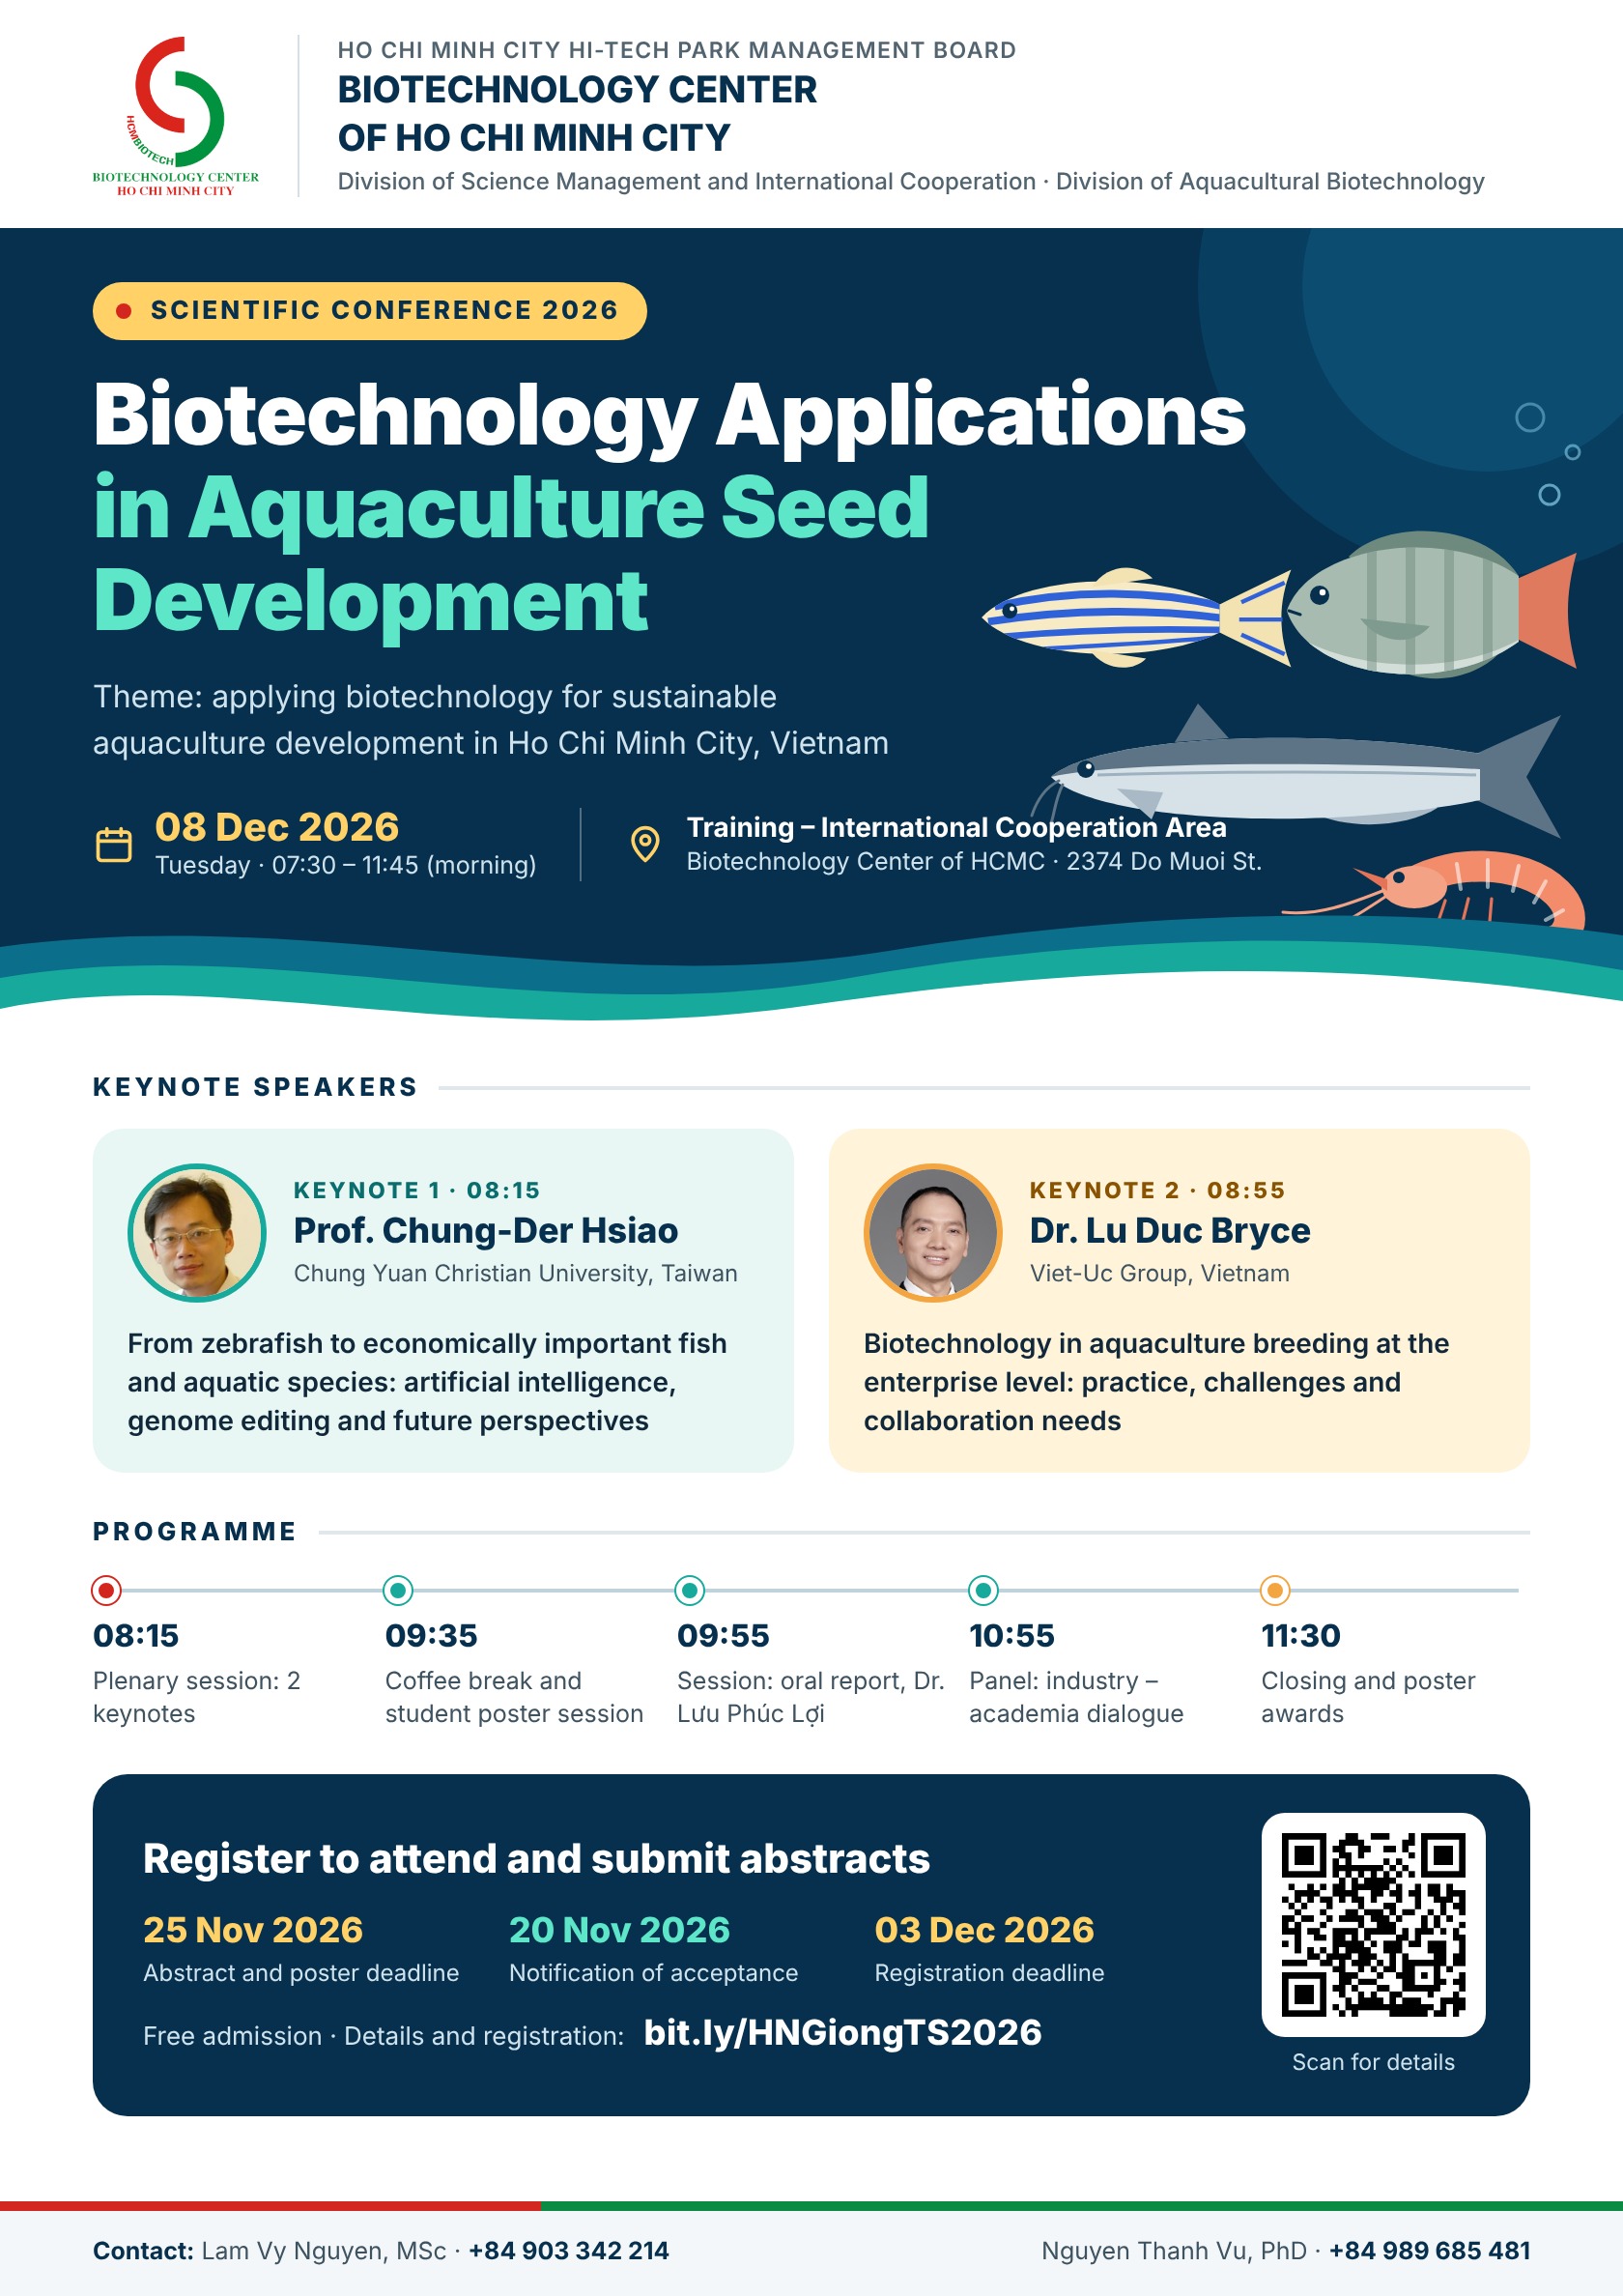 HCMBIOTECH
BIOTECHNOLOGY CENTER
HO CHI MINH CITY
HO CHI MINH CITY HI-TECH PARK MANAGEMENT BOARD
BIOTECHNOLOGY CENTER
OF HO CHI MINH CITY
Division of Science Management and International Cooperation · Division of Aquacultural Biotechnology
SCIENTIFIC CONFERENCE 2026
Biotechnology Applications
in Aquaculture Seed
Development
Theme: applying biotechnology for sustainable
aquaculture development in Ho Chi Minh City, Vietnam
08 Dec 2026
Tuesday · 07:30 – 11:45 (morning)
Training – International Cooperation Area
Biotechnology Center of HCMC · 2374 Do Muoi St.
KEYNOTE SPEAKERS
KEYNOTE 1 · 08:15
Prof. Chung-Der Hsiao
Chung Yuan Christian University, Taiwan
From zebrafish to economically important fish
and aquatic species: artificial intelligence,
genome editing and future perspectives
KEYNOTE 2 · 08:55
Dr. Lu Duc Bryce
Viet-Uc Group, Vietnam
Biotechnology in aquaculture breeding at the
enterprise level: practice, challenges and
collaboration needs
PROGRAMME
08:15
Plenary session: 2
keynotes
09:35
Coffee break and
student poster session
09:55
Session: oral report, Dr.
Lưu Phúc Lợi
10:55
Panel: industry –
academia dialogue
11:30
Closing and poster
awards
Register to attend and submit abstracts
25 Nov 2026
Abstract and poster deadline
20 Nov 2026
Notification of acceptance
03 Dec 2026
Registration deadline
Free admission · Details and registration: bit.ly/HNGiongTS2026
Scan for details
Contact: Lam Vy Nguyen, MSc · +84 903 342 214
Nguyen Thanh Vu, PhD · +84 989 685 481